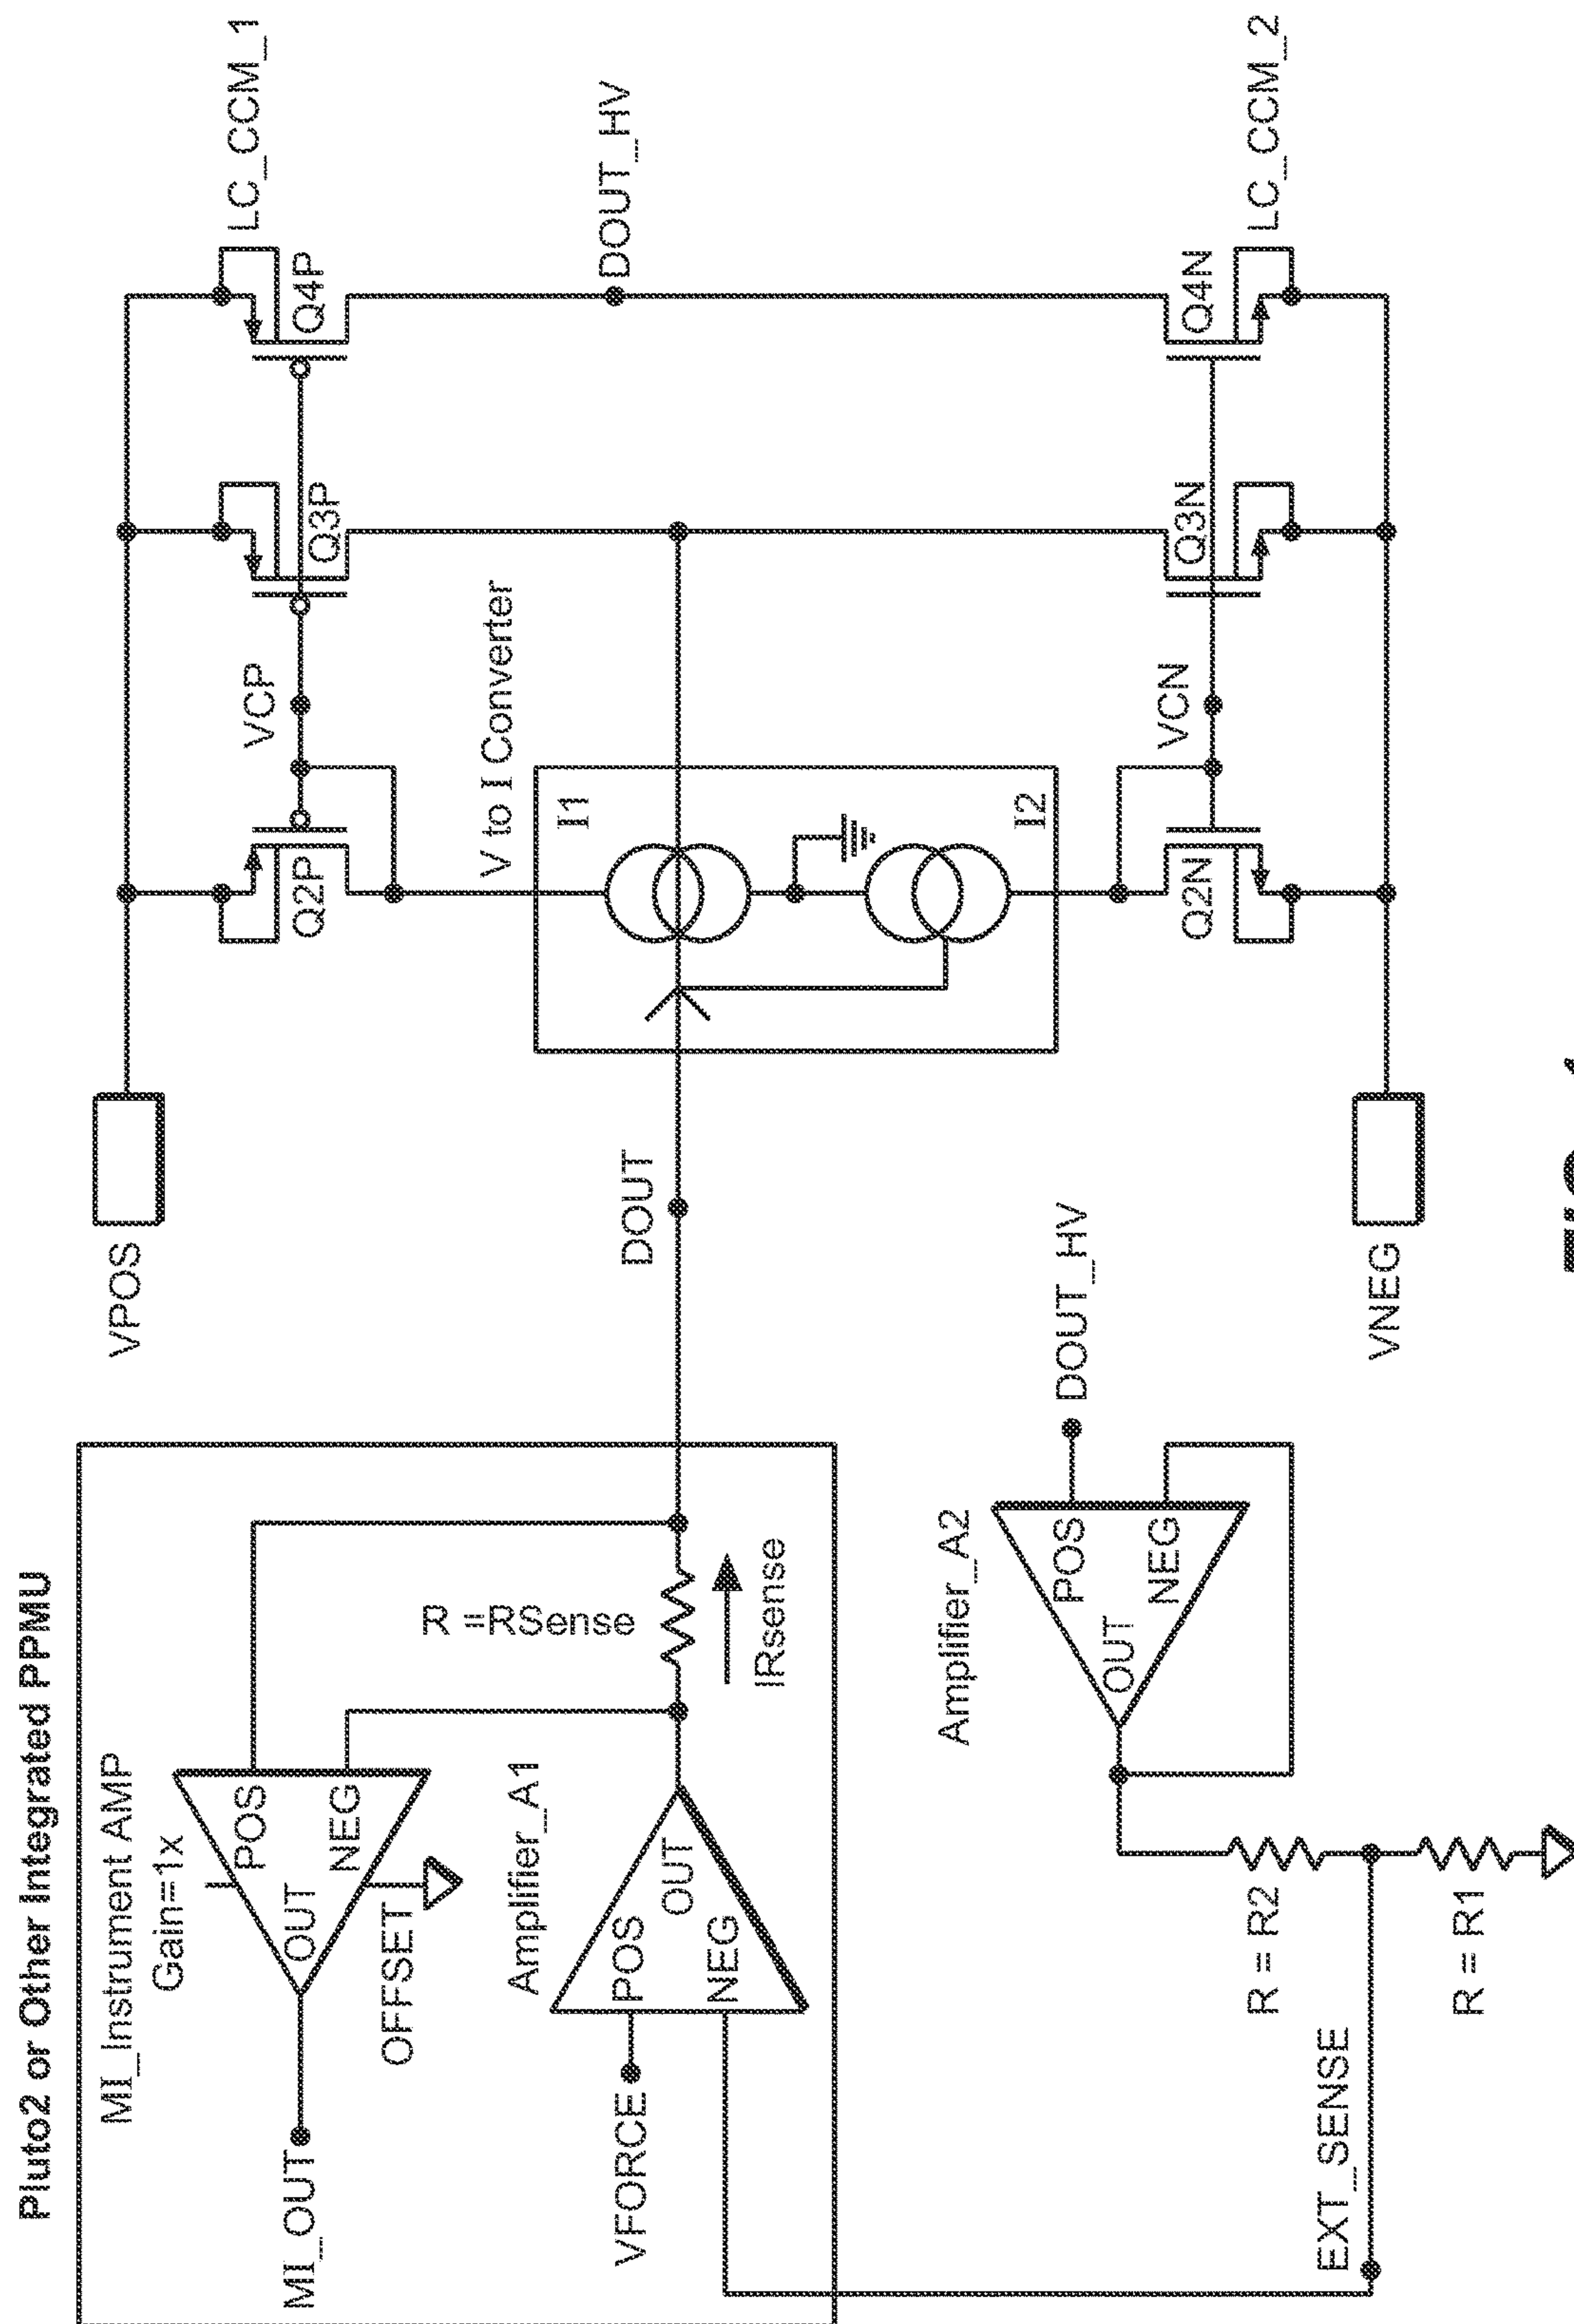 Pluto2 or Other Integrated PPMU
MI_Instrument AMP
Gain=1x
POS
NEG
OUT
MI_OUT
OFFSET
Amplifier_A1
POS
NEG
OUT
VFORCE
R =RSense
IRsense
DOUT
VPOS
VNEG
Q2P
VCP
Q3P
Q4P
LC_CCM_1
V to I Converter
I1
I2
DOUT_HV
Q2N
VCN
Q3N
Q4N
LC_CCM_2
Amplifier_A2
POS
NEG
OUT
DOUT_HV
R = R2
R = R1
EXT_SENSE